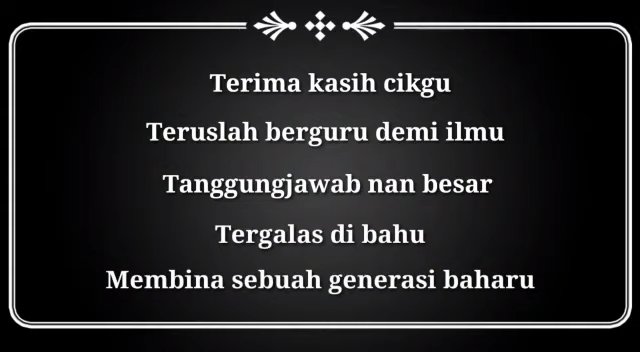 Terima kasih cikgu
Teruslah berguru demi ilmu
Tanggungjawab nan besar
Tergalas di bahu
Membina sebuah generasi baharu